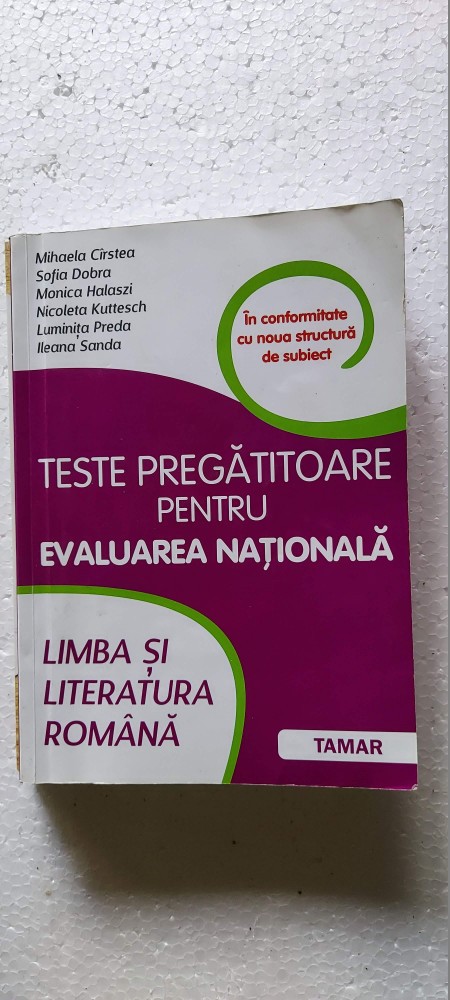 Mihaela Cîrstea
Sofia Dobra
Monica Halaszi
Nicoleta Kuttesch
Luminița Preda
Ileana Sanda
În conformitate
cu noua structură
de subiect
TESTE PREGĂTITOARE
PENTRU
EVALUAREA NAȚIONALĂ
LIMBA ȘI
LITERATURA
ROMÂNĂ
TAMAR